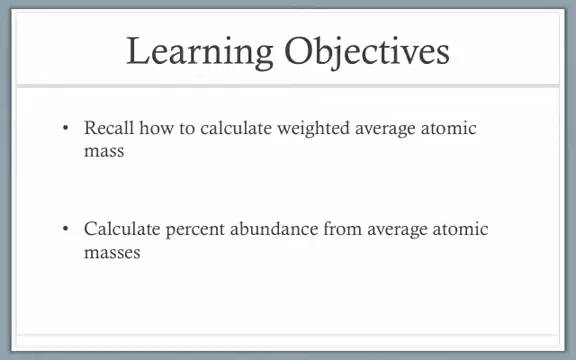 Learning Objectives
• Recall how to calculate weighted average atomic
mass
• Calculate percent abundance from average atomic
masses